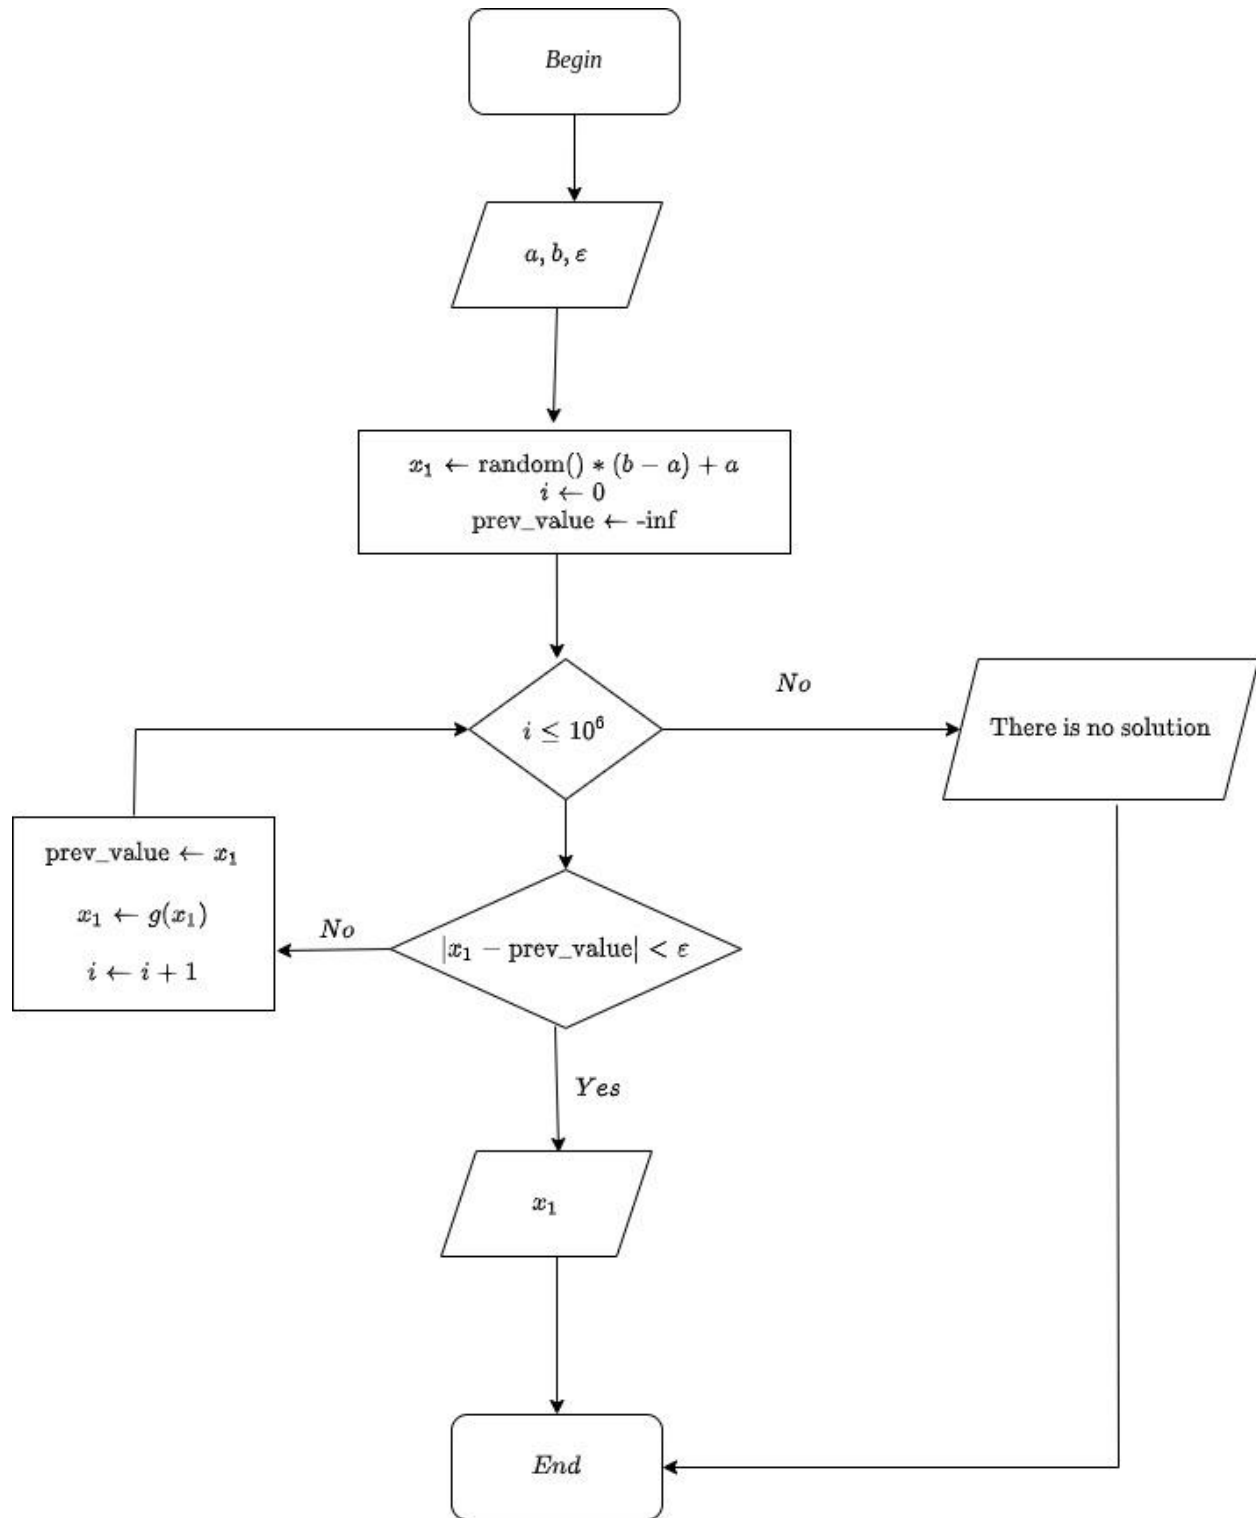 Begin
a, b, ε
x₁ ← random() * (b − a) + a
i ← 0
prev_value ← -inf
No
i ≤ 10⁶
There is no solution
prev_value ← x₁
x₁ ← g(x₁)
i ← i + 1
No
|x₁ − prev_value| < ε
Yes
x₁
End